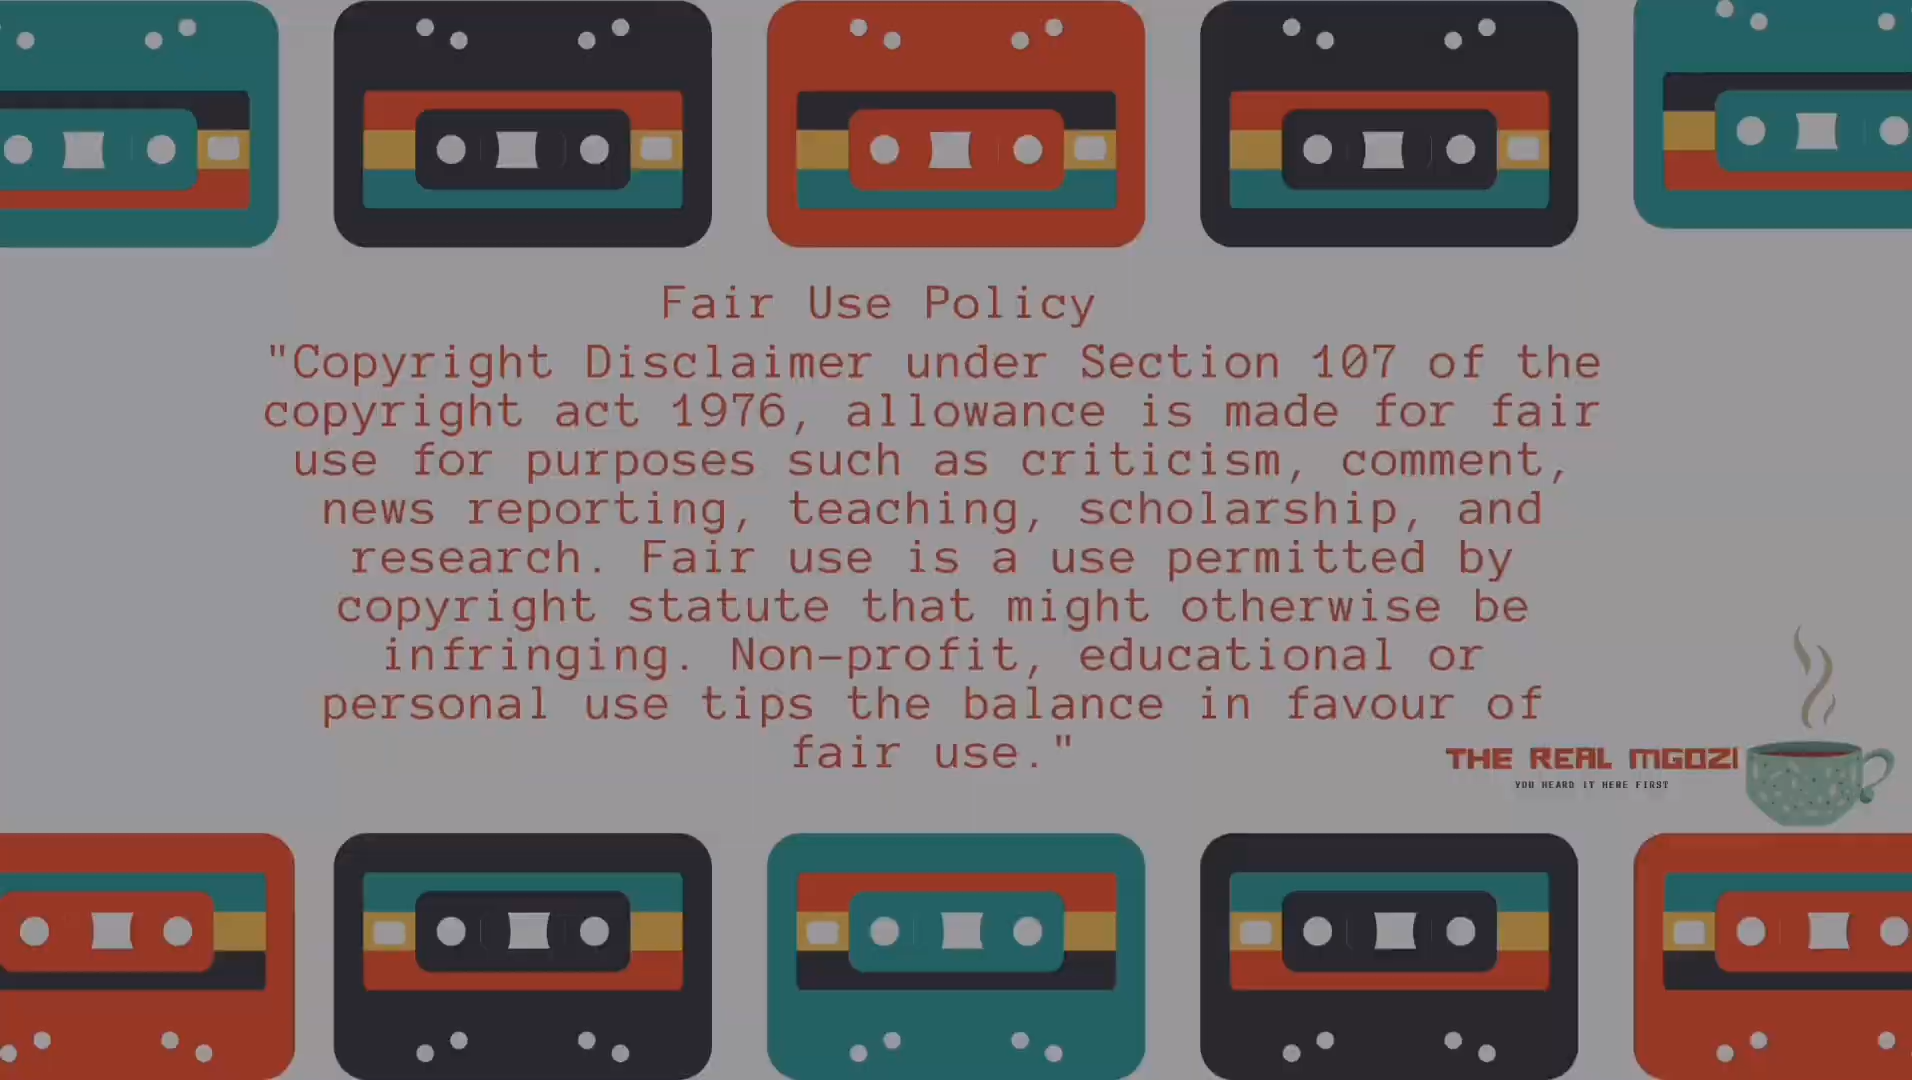 Fair Use Policy
"Copyright Disclaimer under Section 107 of the
copyright act 1976, allowance is made for fair
use for purposes such as criticism, comment,
news reporting, teaching, scholarship, and
research. Fair use is a use permitted by
copyright statute that might otherwise be
infringing. Non-profit, educational or
personal use tips the balance in favour of
fair use."
THE REAL MGOZI
YOU HEARD IT HERE FIRST